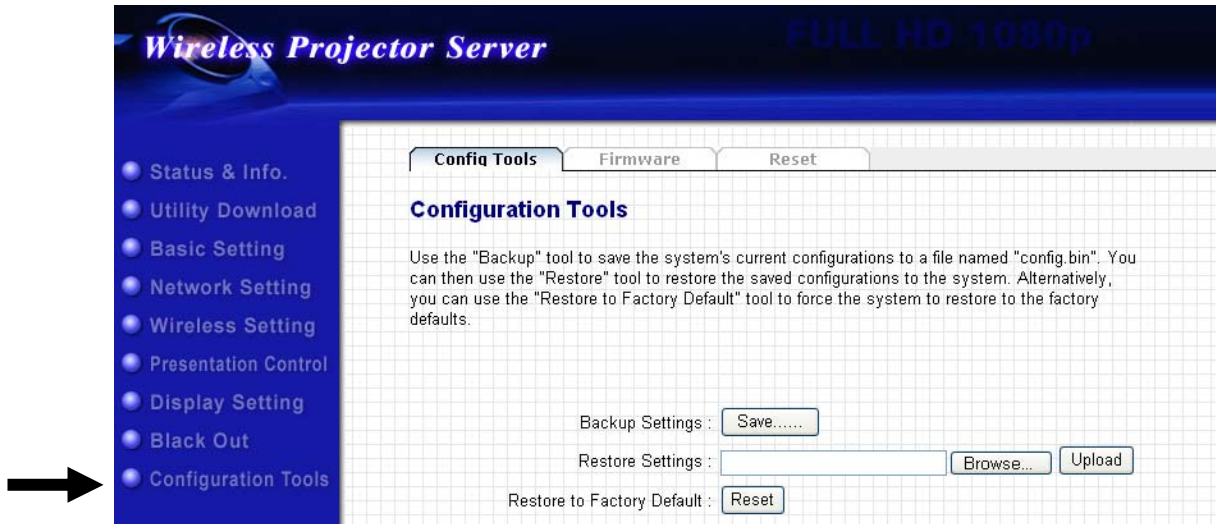 Wireless Projector Server
FULL HD 1080p
Status & Info.
Utility Download
Basic Setting
Network Setting
Wireless Setting
Presentation Control
Display Setting
Black Out
Configuration Tools
Config Tools
Firmware
Reset
Configuration Tools
Use the "Backup" tool to save the system's current configurations to a file named "config.bin". You
can then use the "Restore" tool to restore the saved configurations to the system. Alternatively,
you can use the "Restore to Factory Default" tool to force the system to restore to the factory
defaults.
Backup Settings : Save......
Restore Settings : Browse... Upload
Restore to Factory Default : Reset